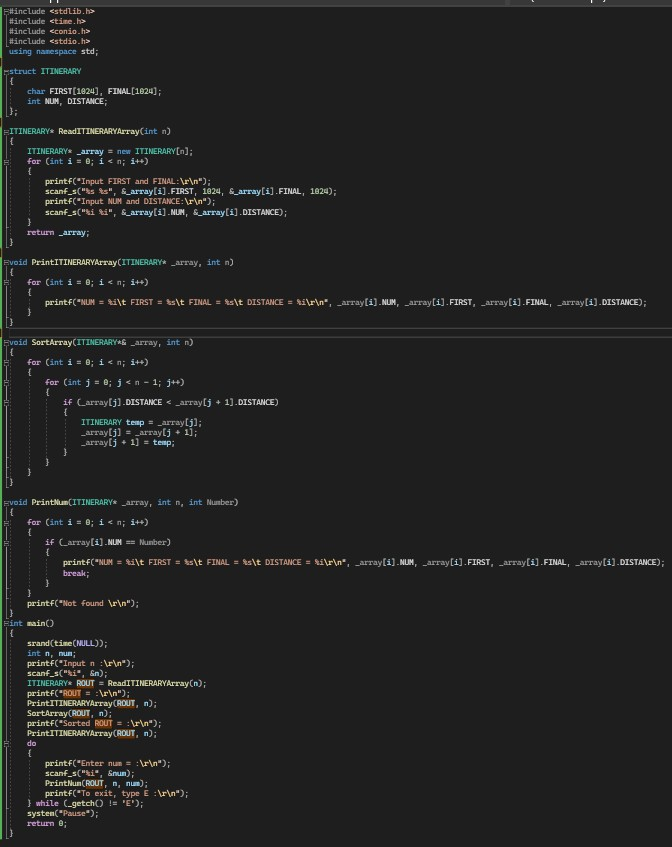 #include <stdlib.h>
#include <time.h>
#include <conio.h>
#include <stdio.h>
using namespace std;
struct ITINERARY
{
char FIRST[1024], FINAL[1024];
int NUM, DISTANCE;
};
ITINERARY* ReadITINERARYArray(int n)
{
ITINERARY* _array = new ITINERARY[n];
for (int i = 0; i < n; i++)
{
printf("Input FIRST and FINAL:\r\n");
scanf_s("%s %s", &_array[i].FIRST, 1024, &_array[i].FINAL, 1024);
printf("Input NUM and DISTANCE:\r\n");
scanf_s("%i %i", &_array[i].NUM, &_array[i].DISTANCE);
}
return _array;
}
void PrintITINERARYArray(ITINERARY* _array, int n)
{
for (int i = 0; i < n; i++)
{
printf("NUM = %i\t FIRST = %s\t FINAL = %s\t DISTANCE = %i\r\n", _array[i].NUM, _array[i].FIRST, _array[i].FINAL, _array[i].DISTANCE);
}
}
void SortArray(ITINERARY*& _array, int n)
{
for (int i = 0; i < n; i++)
{
for (int j = 0; j < n - 1; j++)
{
if (_array[j].DISTANCE < _array[j + 1].DISTANCE)
{
ITINERARY temp = _array[j];
_array[j] = _array[j + 1];
_array[j + 1] = temp;
}
}
}
}
void PrintNum(ITINERARY* _array, int n, int Number)
{
for (int i = 0; i < n; i++)
{
if (_array[i].NUM == Number)
{
printf("NUM = %i\t FIRST = %s\t FINAL = %s\t DISTANCE = %i\r\n", _array[i].NUM, _array[i].FIRST, _array[i].FINAL, _array[i].DISTANCE);
break;
}
}
printf("Not found \r\n");
}
int main()
{
srand(time(NULL));
int n, num;
printf("Input n :\r\n");
scanf_s("%i", &n);
ITINERARY* ROUT = ReadITINERARYArray(n);
printf("ROUT = :\r\n");
PrintITINERARYArray(ROUT, n);
SortArray(ROUT, n);
printf("Sorted ROUT = :\r\n");
PrintITINERARYArray(ROUT, n);
do
{
printf("Enter num = :\r\n");
scanf_s("%i", &num);
PrintNum(ROUT, n, num);
printf("To exit, type E :\r\n");
} while (_getch() != 'E');
system("Pause");
return 0;
}